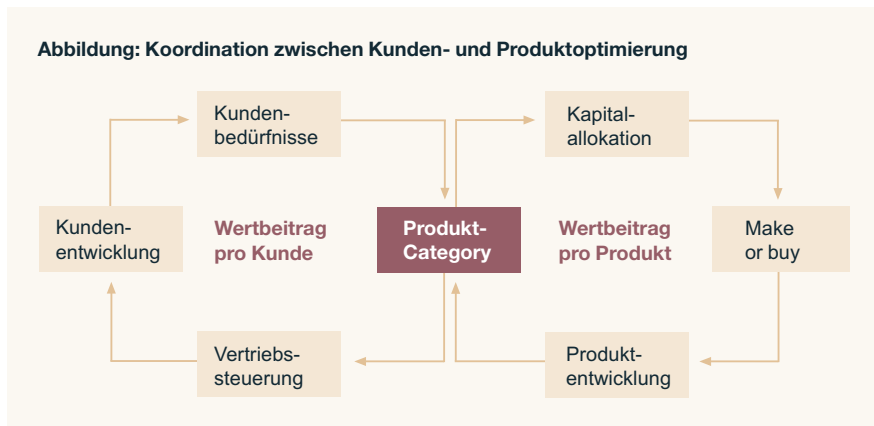 Abbildung: Koordination zwischen Kunden- und Produktoptimierung
Kunden-
bedürfnisse
Kapital-
allokation
Kunden-
entwicklung
Wertbeitrag
pro Kunde
Produkt-
Category
Wertbeitrag
pro Produkt
Make
or buy
Vertriebs-
steuerung
Produkt-
entwicklung